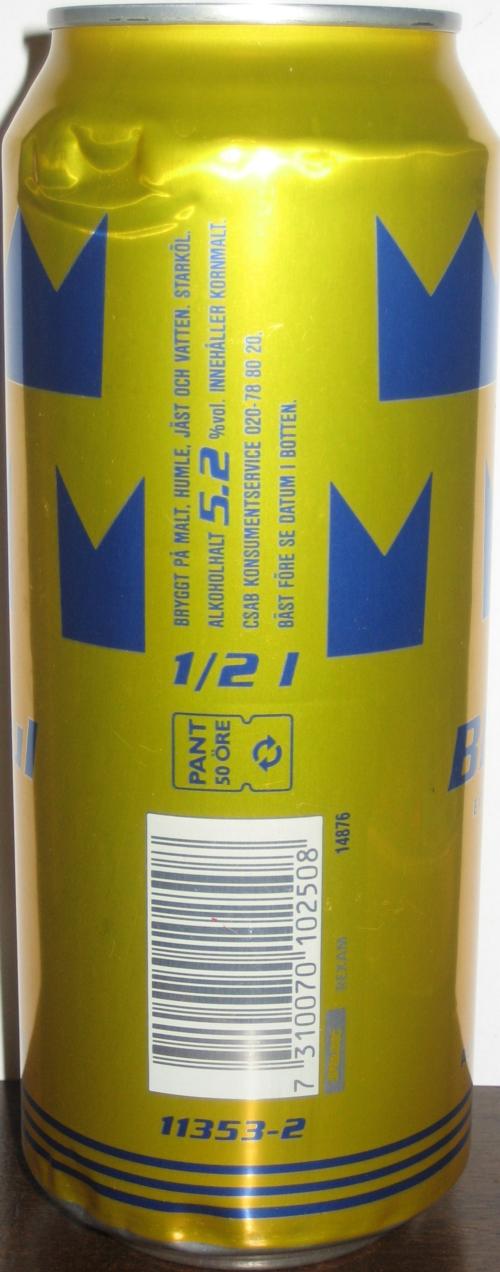 BRYGGT PÅ MALT, HUMLE, JÄST OCH VATTEN. STARKÖL.
ALKOHOLHALT 5.2 %vol. INNEHÅLLER KORNMALT.
CSAB KONSUMENTSERVICE 020-78 80 20.
BÄST FÖRE SE DATUM I BOTTEN.
1/2 l
PANT
50 ÖRE
7 310070 102508
14876
REXAM
11353-2